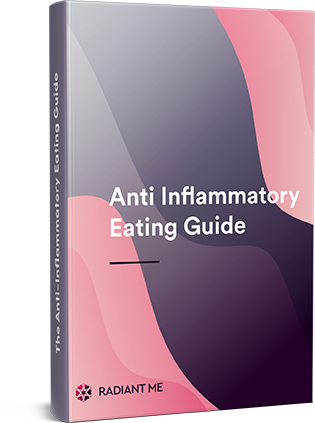 The Anti-Inflammatory Eating Guide
Anti Inflammatory
Eating Guide
RADIANT ME